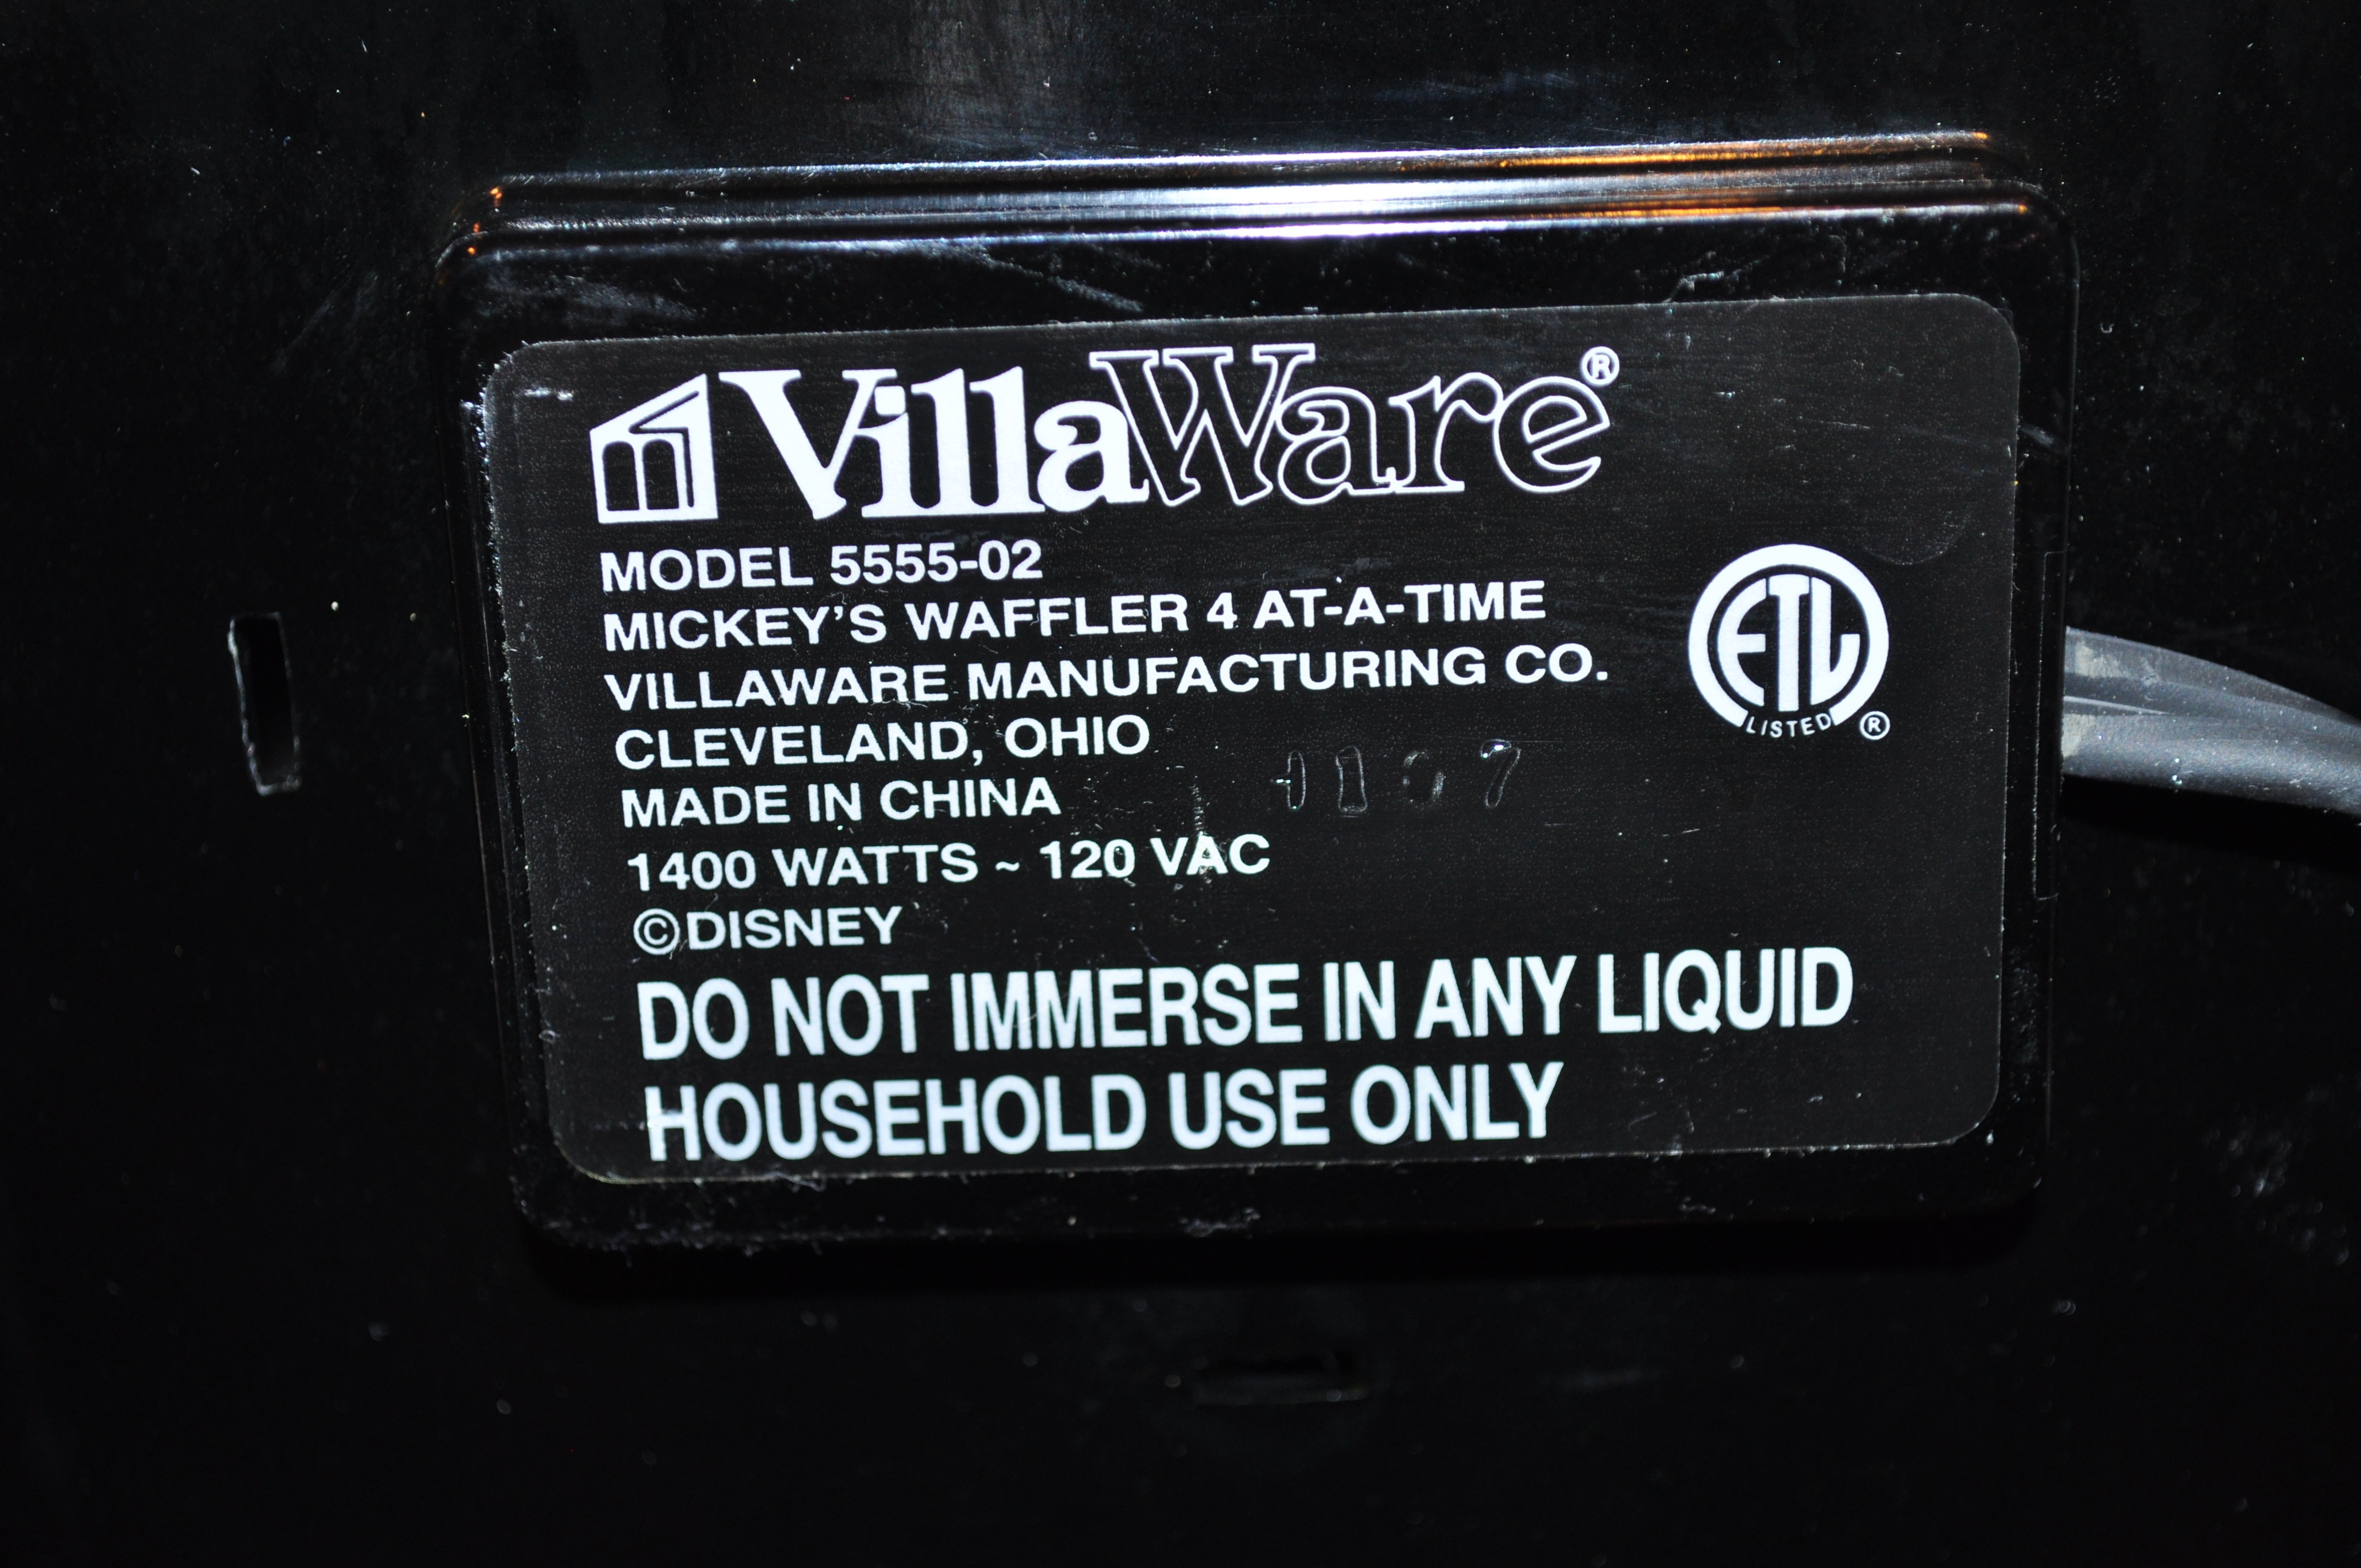 VillaWare®
MODEL 5555-02
MICKEY'S WAFFLER 4 AT-A-TIME
VILLAWARE MANUFACTURING CO.
CLEVELAND, OHIO
MADE IN CHINA
1400 WATTS ~ 120 VAC
©DISNEY
DO NOT IMMERSE IN ANY LIQUID
HOUSEHOLD USE ONLY
ETL
LISTED ®